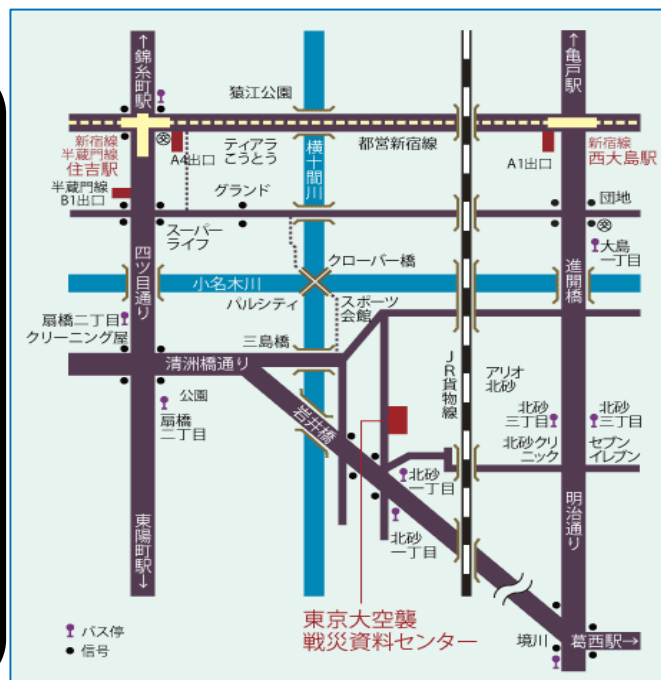 ↑錦糸町駅
↑亀戸駅
猿江公園
新宿線
半蔵門線
住吉駅
A4出口
ティアラ
こうとう
横十間川
都営新宿線
A1出口
新宿線
西大島駅
半蔵門線
B1出口
グランド
団地
スーパー
ライフ
四ツ目通り
クローバー橋
大島
一丁目
進開橋
小名木川
パルシティ
スポーツ
会館
扇橋二丁目
クリーニング屋
三島橋
清洲橋通り
JR貨物線
アリオ
北砂
公園
扇橋
二丁目
岩井橋
北砂
三丁目
北砂
三丁目
北砂クリ
ニック
セブン
イレブン
北砂
一丁目
明治通り
東陽町駅↓
北砂
一丁目
東京大空襲
戦災資料センター
バス停
信号
境川
葛西駅→